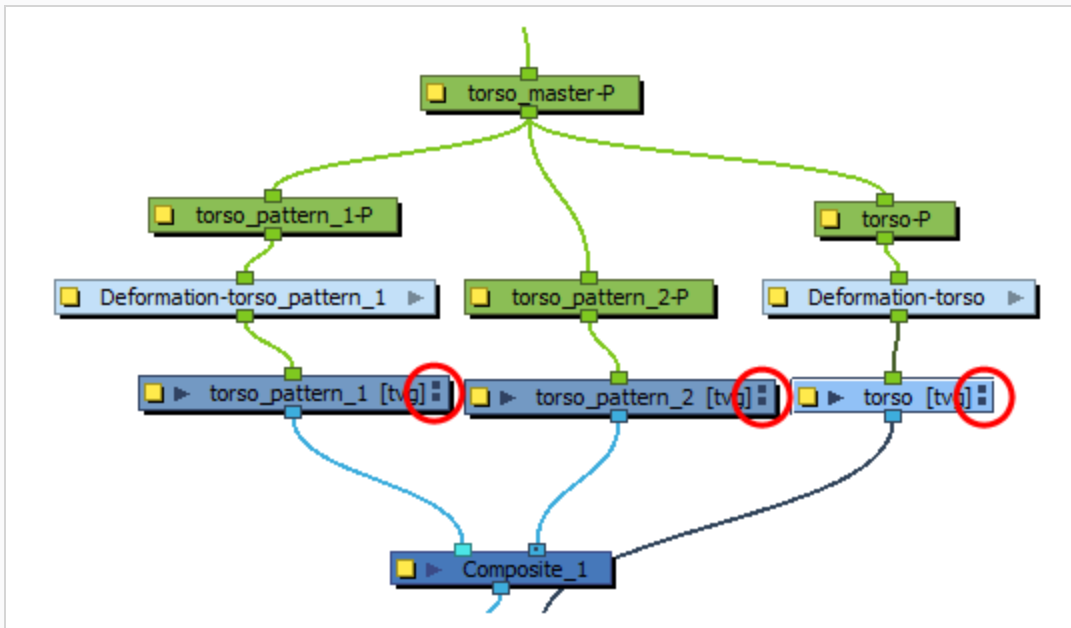 torso_master-P
torso_pattern_1-P
torso-P
Deformation-torso_pattern_1
torso_pattern_2-P
Deformation-torso
torso_pattern_1 [tvg]
torso_pattern_2 [tvg]
torso [tvg]
Composite_1